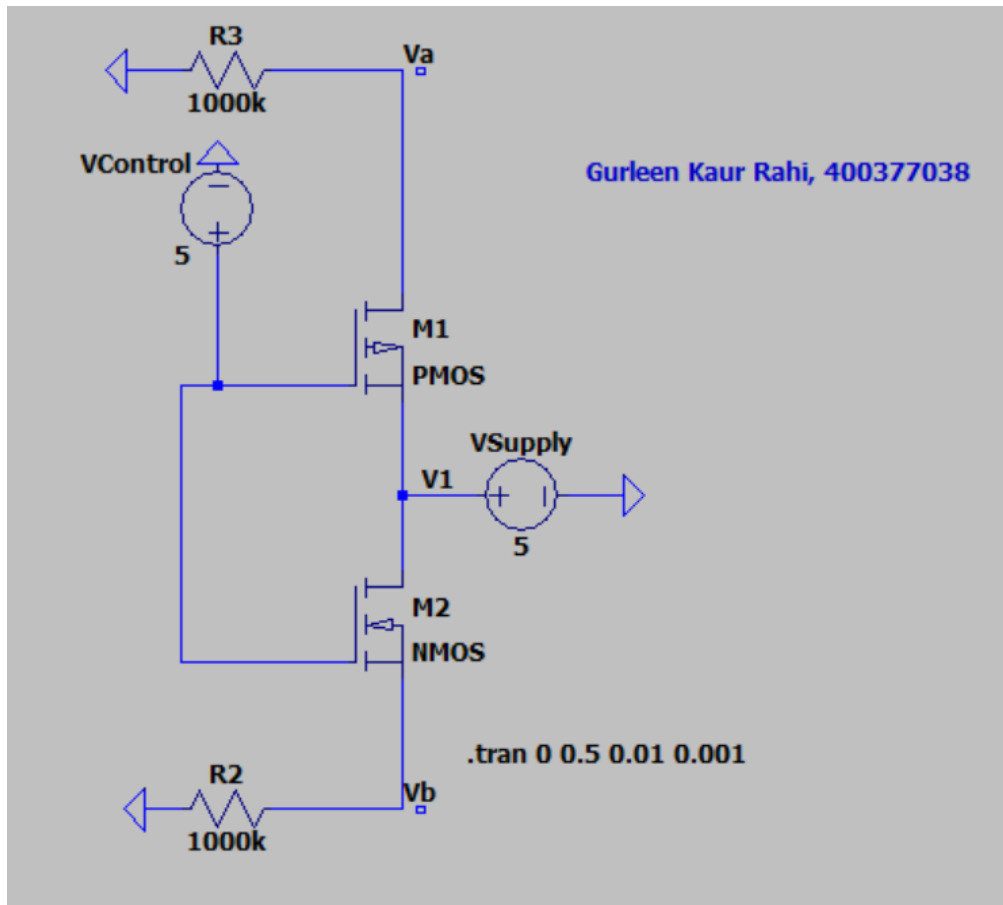 R3
Va
1000k
VControl
Gurleen Kaur Rahi, 400377038
5
M1
PMOS
VSupply
V1
5
M2
NMOS
.tran 0 0.5 0.01 0.001
R2
Vb
1000k